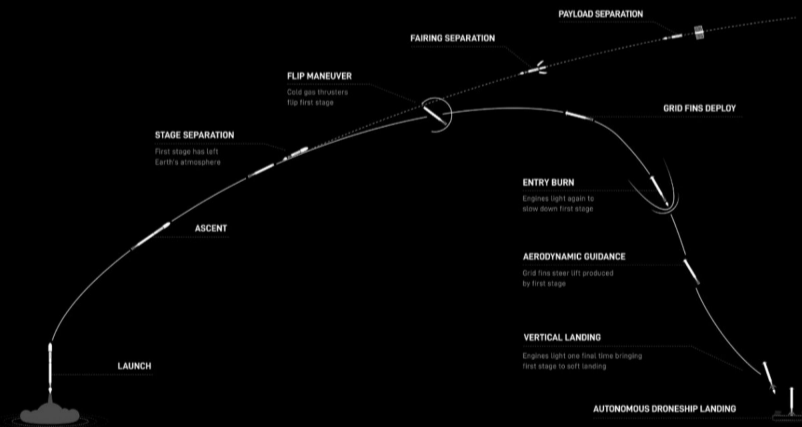 PAYLOAD SEPARATION
FAIRING SEPARATION
FLIP MANEUVER
Cold gas thrusters
flip first stage
GRID FINS DEPLOY
STAGE SEPARATION
First stage has left
Earth's atmosphere
ENTRY BURN
Engines light again to
slow down first stage
ASCENT
AERODYNAMIC GUIDANCE
Grid fins steer lift produced
by first stage
VERTICAL LANDING
Engines light one final time bringing
first stage to soft landing
LAUNCH
AUTONOMOUS DRONESHIP LANDING